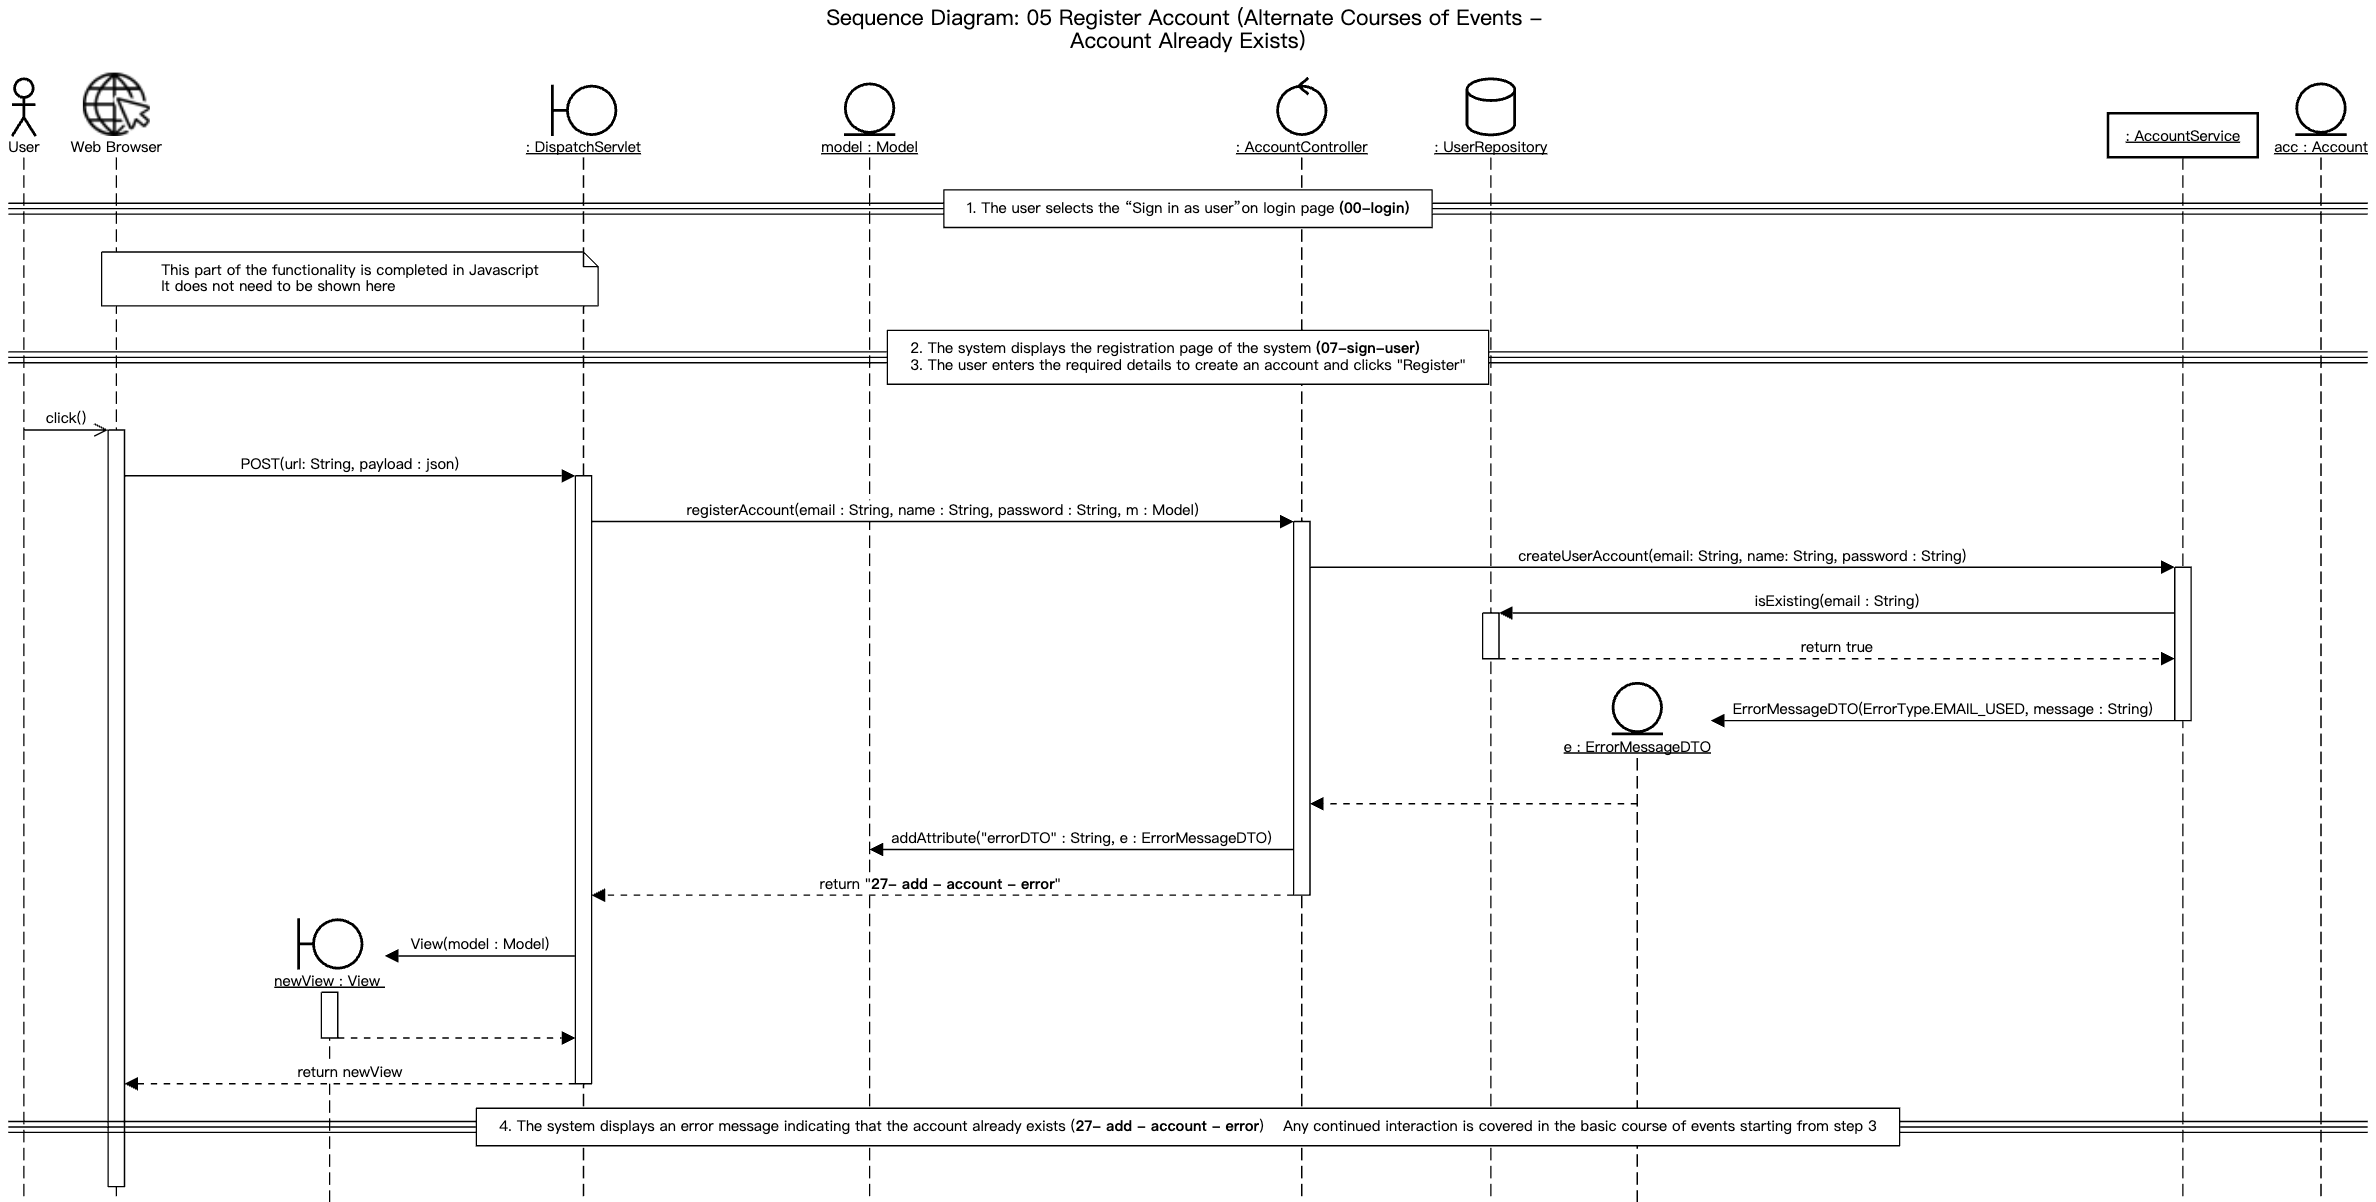 Sequence Diagram: 05 Register Account (Alternate Courses of Events –
Account Already Exists)
User
Web Browser
: DispatchServlet
model : Model
: AccountController
: UserRepository
: AccountService
acc : Account
1. The user selects the “Sign in as user”on login page (00–login)
This part of the functionality is completed in Javascript
It does not need to be shown here
2. The system displays the registration page of the system (07–sign–user)
3. The user enters the required details to create an account and clicks "Register"
click()
POST(url: String, payload : json)
registerAccount(email : String, name : String, password : String, m : Model)
createUserAccount(email: String, name: String, password : String)
isExisting(email : String)
return true
ErrorMessageDTO(ErrorType.EMAIL_USED, message : String)
e : ErrorMessageDTO
addAttribute("errorDTO" : String, e : ErrorMessageDTO)
return "27– add – account – error"
View(model : Model)
newView : View
return newView
4. The system displays an error message indicating that the account already exists (27– add – account – error) Any continued interaction is covered in the basic course of events starting from step 3